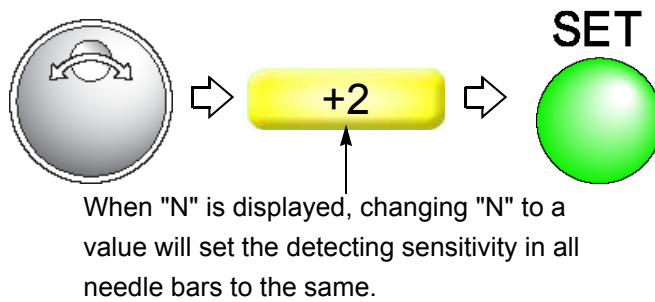 SET
+2
When "N" is displayed, changing "N" to a
value will set the detecting sensitivity in all
needle bars to the same.